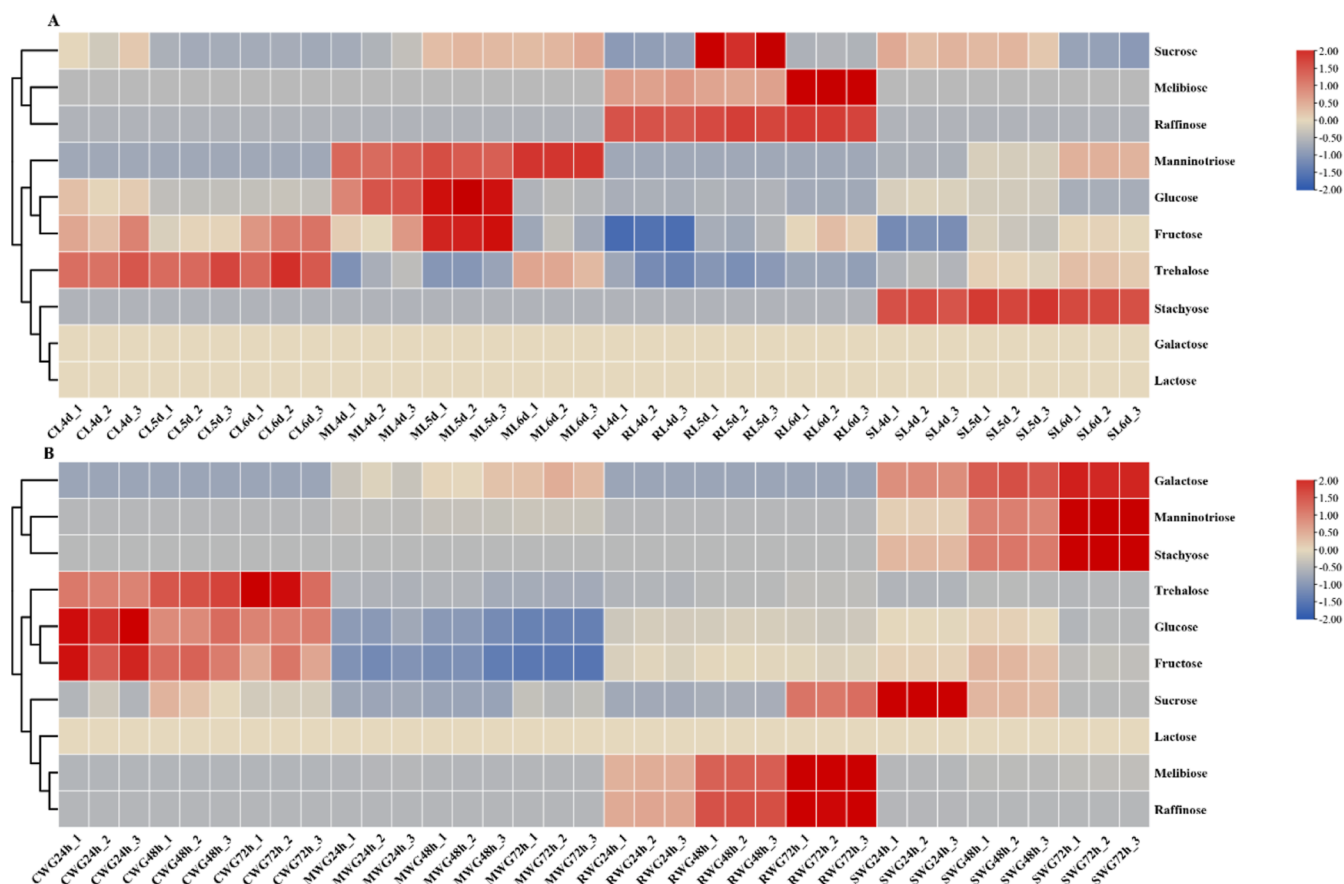 A
Sucrose
Melibiose
Raffinose
Manninotriose
Glucose
Fructose
Trehalose
Stachyose
Galactose
Lactose
2.00
1.50
1.00
0.50
0.00
-0.50
-1.00
-1.50
-2.00
CL4d_1 CL4d_2 CL4d_3 CL5d_1 CL5d_2 CL5d_3 CL6d_1 CL6d_2 CL6d_3 ML4d_1 ML4d_2 ML4d_3 ML5d_1 ML5d_2 ML5d_3 ML6d_1 ML6d_2 ML6d_3 RL4d_1 RL4d_2 RL4d_3 RL5d_1 RL5d_2 RL5d_3 RL6d_1 RL6d_2 RL6d_3 SL4d_1 SL4d_2 SL4d_3 SL5d_1 SL5d_2 SL5d_3 SL6d_1 SL6d_2 SL6d_3
B
Galactose
Manninotriose
Stachyose
Trehalose
Glucose
Fructose
Sucrose
Lactose
Melibiose
Raffinose
2.00
1.50
1.00
0.50
0.00
-0.50
-1.00
-1.50
-2.00
CWG24h_1 CWG24h_2 CWG24h_3 CWG48h_1 CWG48h_2 CWG48h_3 CWG72h_1 CWG72h_2 CWG72h_3 MWG24h_1 MWG24h_2 MWG24h_3 MWG48h_1 MWG48h_2 MWG48h_3 MWG72h_1 MWG72h_2 MWG72h_3 RWG24h_1 RWG24h_2 RWG24h_3 RWG48h_1 RWG48h_2 RWG48h_3 RWG72h_1 RWG72h_2 RWG72h_3 SWG24h_1 SWG24h_2 SWG24h_3 SWG48h_1 SWG48h_2 SWG48h_3 SWG72h_1 SWG72h_2 SWG72h_3